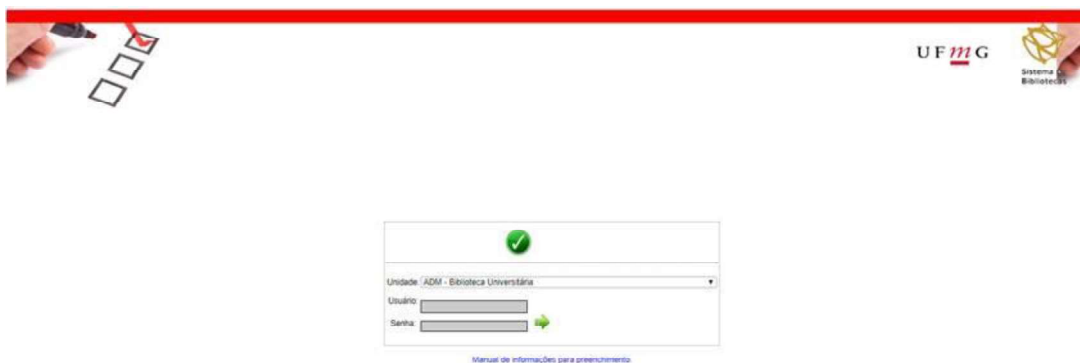 UFmG
Sistema de
Bibliotecas
Unidade: ADM - Biblioteca Universitária
Usuário:
Senha:
Manual de informações para preenchimento